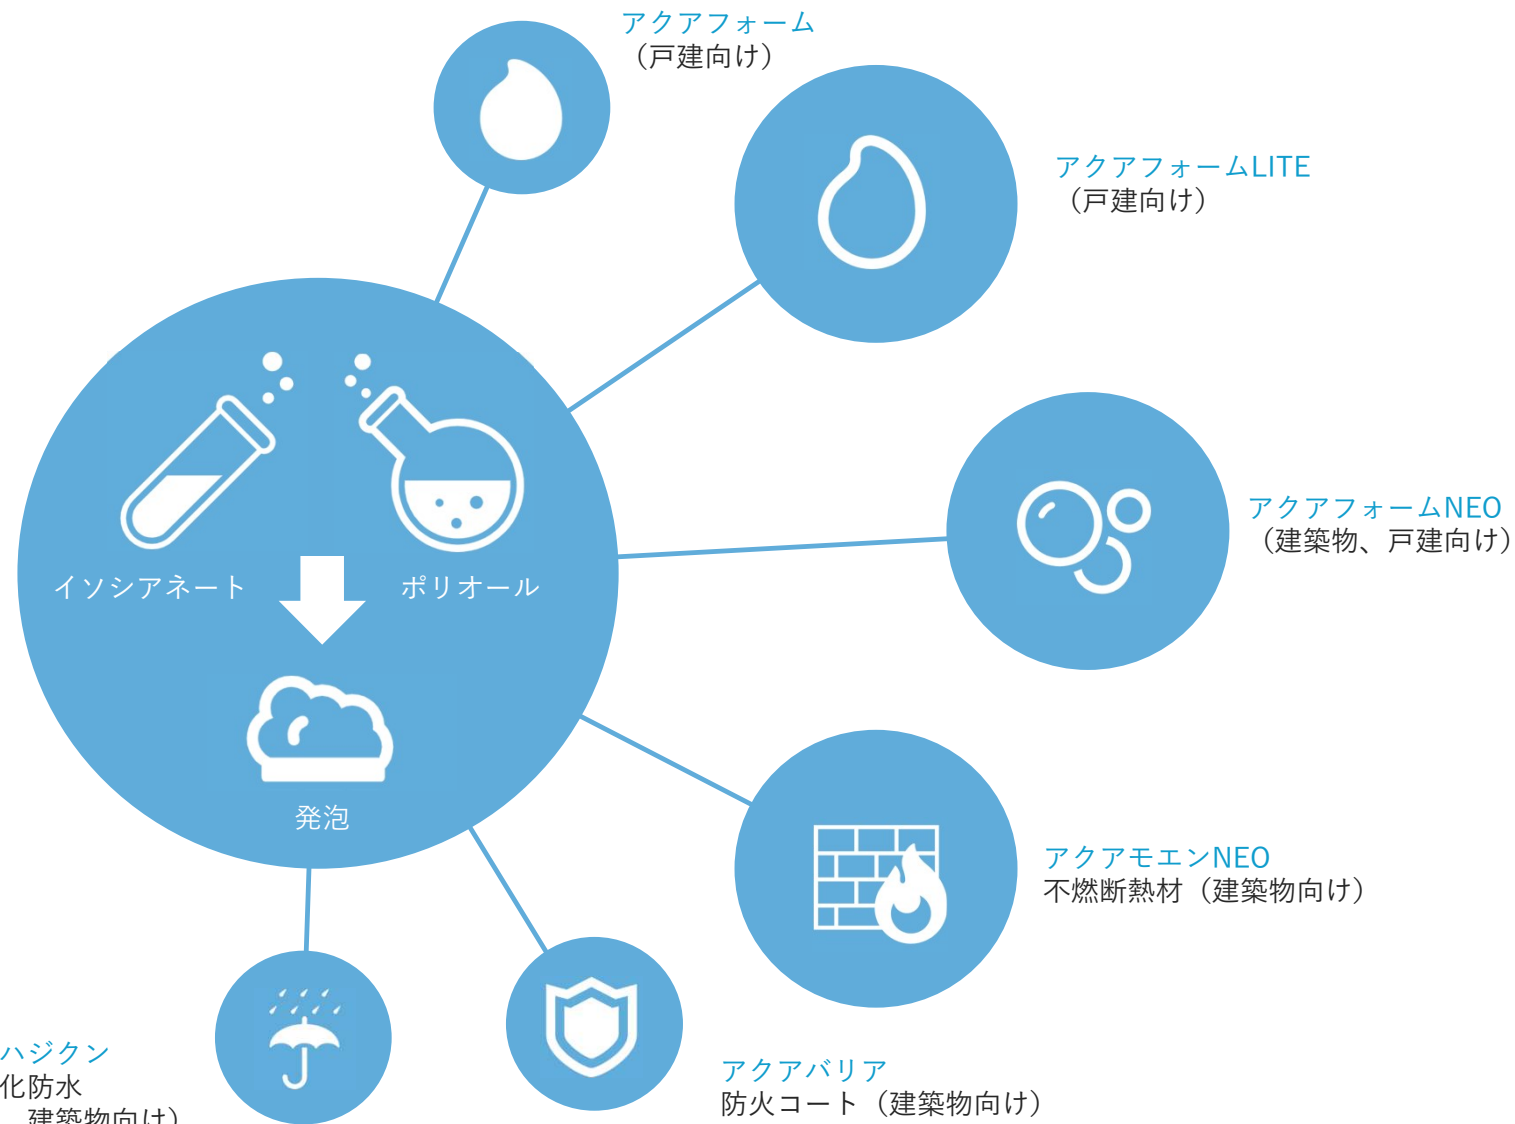 アクアフォーム
（戸建向け）
アクアフォームLITE
（戸建向け）
アクアフォームNEO
（建築物、戸建向け）
イソシアネート
ポリオール
発泡
アクアモエンNEO
不燃断熱材（建築物向け）
アクアバリア
防火コート（建築物向け）
ハジクン
化防水
建築物向け）